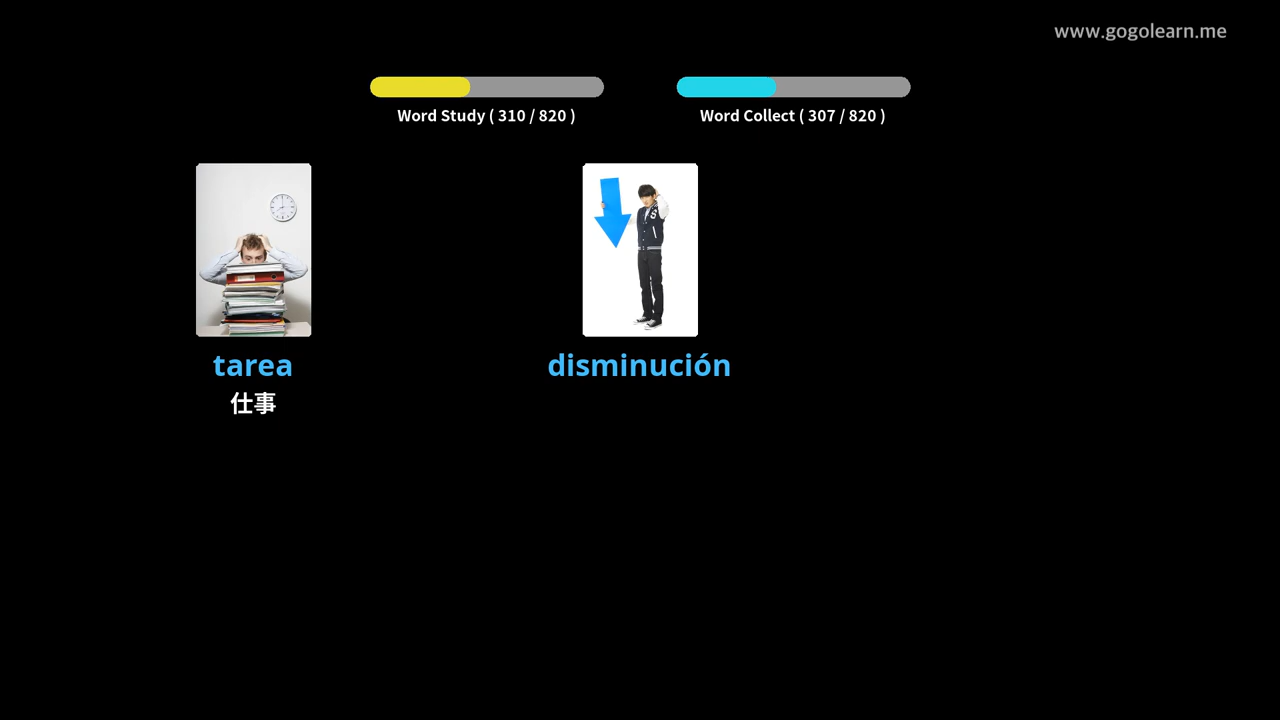 www.gogolearn.me
Word Study ( 310 / 820 )
Word Collect ( 307 / 820 )
tarea
仕事
disminución